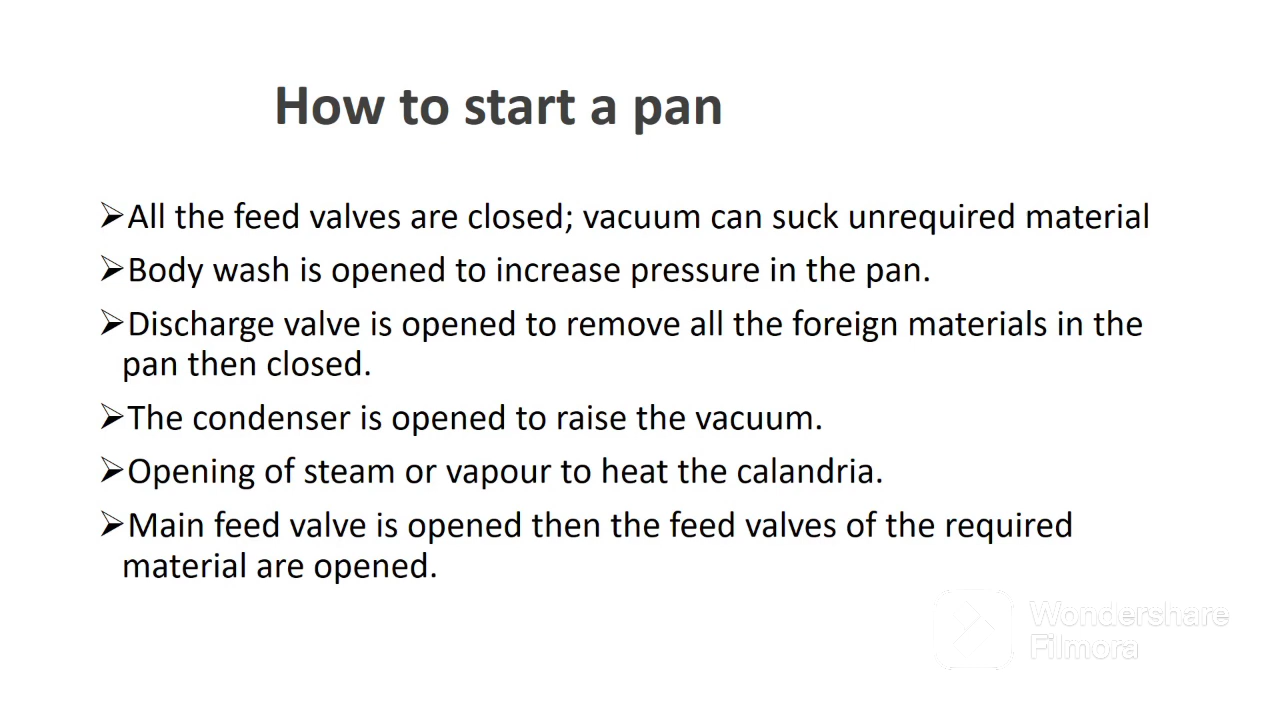 How to start a pan
➢All the feed valves are closed; vacuum can suck unrequired material
➢Body wash is opened to increase pressure in the pan.
➢Discharge valve is opened to remove all the foreign materials in the
pan then closed.
➢The condenser is opened to raise the vacuum.
➢Opening of steam or vapour to heat the calandria.
➢Main feed valve is opened then the feed valves of the required
material are opened.
Wondershare
Filmora